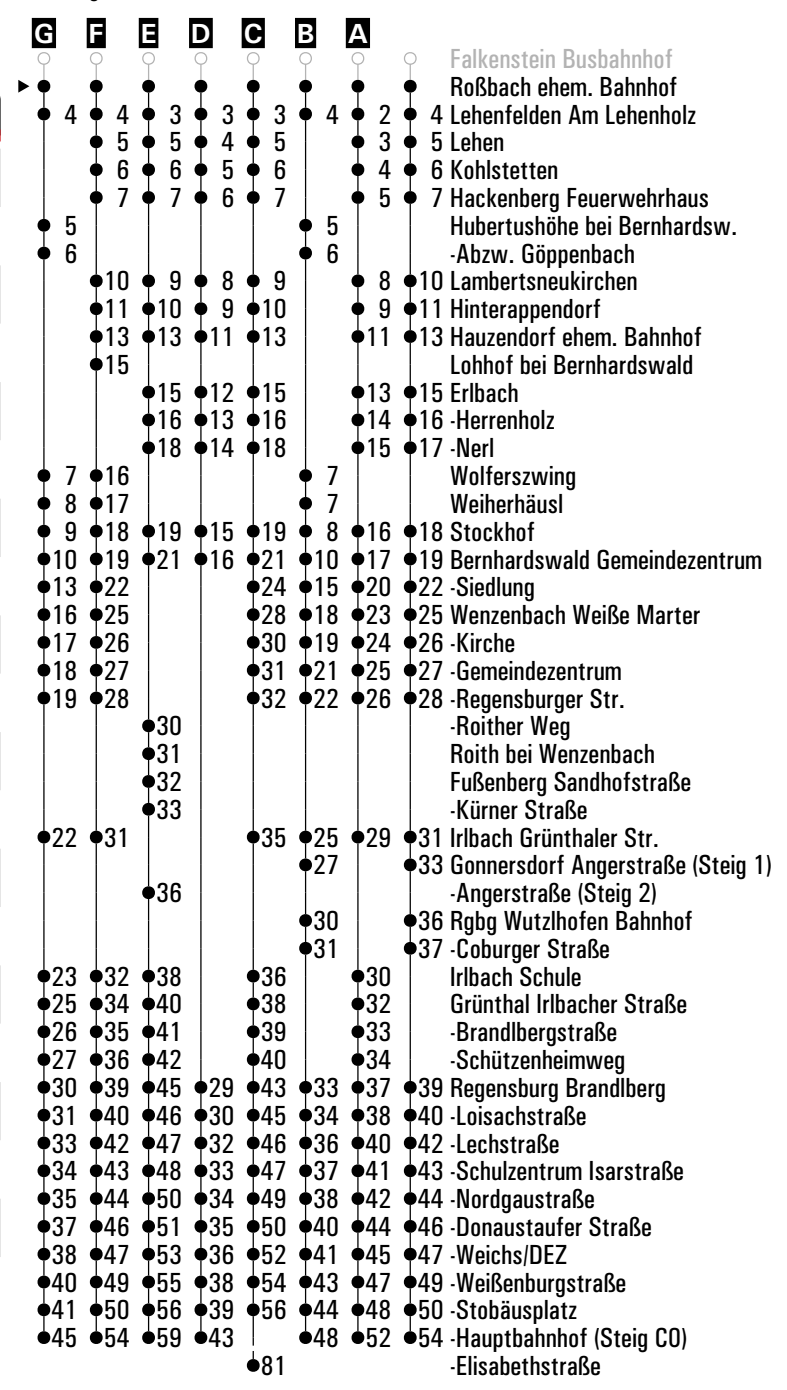 G F E D C B A
Falkenstein Busbahnhof
Roßbach ehem. Bahnhof
4 4 3 3 3 4 2 4 Lehenfelden Am Lehenholz
5 5 4 5 3 5 Lehen
6 6 5 6 4 6 Kohlstetten
7 7 6 7 5 7 Hackenberg Feuerwehrhaus
5 5 Hubertushöhe bei Bernhardsw.
6 6 -Abzw. Göppenbach
10 9 8 9 8 10 Lambertsneukirchen
11 10 9 10 9 11 Hinterappendorf
13 13 11 13 11 13 Hauzendorf ehem. Bahnhof
15 Lohhof bei Bernhardswald
15 12 15 13 15 Erlbach
16 13 16 14 16 -Herrenholz
18 14 18 15 17 -Nerl
7 16 7 Wolferszwing
8 17 7 Weiherhäusl
9 18 19 15 19 8 16 18 Stockhof
10 19 21 16 21 10 17 19 Bernhardswald Gemeindezentrum
13 22 24 15 20 22 -Siedlung
16 25 28 18 23 25 Wenzenbach Weiße Marter
17 26 30 19 24 26 -Kirche
18 27 31 21 25 27 -Gemeindezentrum
19 28 32 22 26 28 -Regensburger Str.
30 -Roither Weg
31 Roith bei Wenzenbach
32 Fußenberg Sandhofstraße
33 -Kürner Straße
22 31 35 25 29 31 Irlbach Grünthaler Str.
27 33 Gonnersdorf Angerstraße (Steig 1)
36 -Angerstraße (Steig 2)
30 36 Rgbg Wutzlhofen Bahnhof
31 37 -Coburger Straße
23 32 38 36 30 Irlbach Schule
25 34 40 38 32 Grünthal Irlbacher Straße
26 35 41 39 33 -Brandlbergstraße
27 36 42 40 34 -Schützenheimweg
30 39 45 29 43 33 37 39 Regensburg Brandlberg
31 40 46 30 45 34 38 40 -Loisachstraße
33 42 47 32 46 36 40 42 -Lechstraße
34 43 48 33 47 37 41 43 -Schulzentrum Isarstraße
35 44 50 34 49 38 42 44 -Nordgaustraße
37 46 51 35 50 40 44 46 -Donaustaufer Straße
38 47 53 36 52 41 45 47 -Weichs/DEZ
40 49 55 38 54 43 47 49 -Weißenburgstraße
41 50 56 39 56 44 48 50 -Stobäusplatz
45 54 59 43 48 52 54 -Hauptbahnhof (Steig C0)
81 -Elisabethstraße